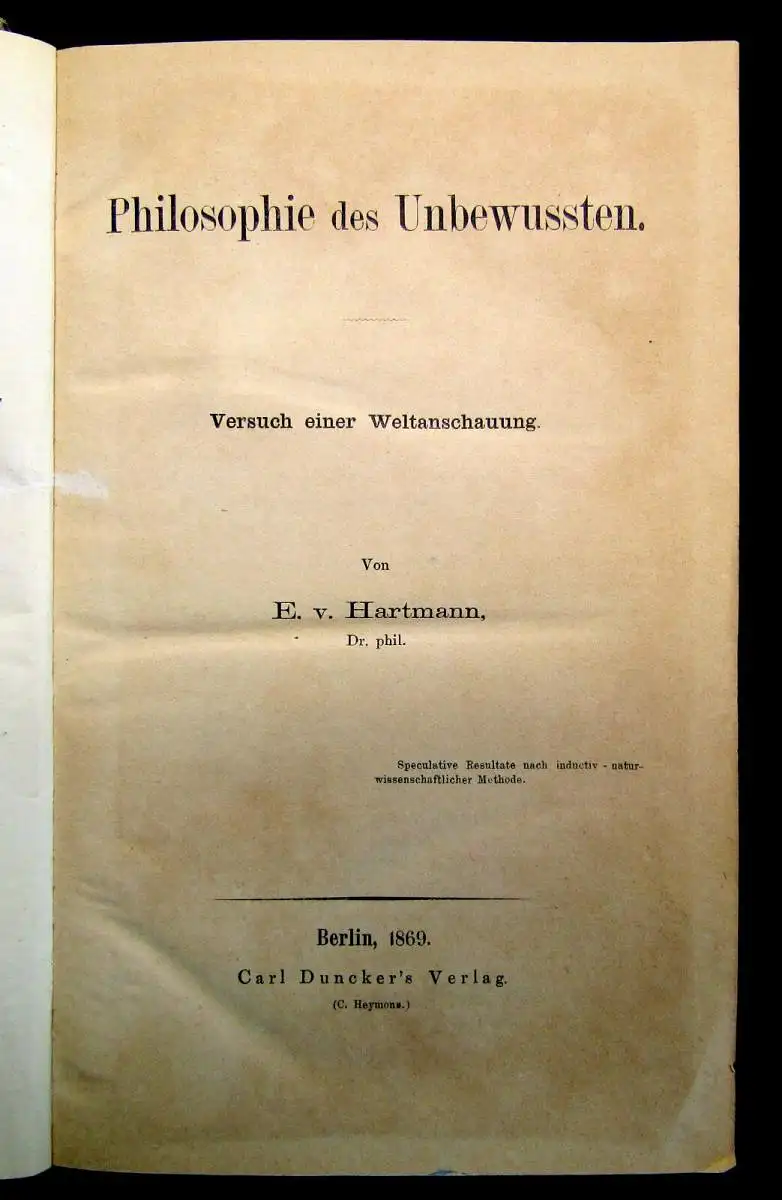 Philosophie des Unbewussten.
Versuch einer Weltanschauung.
Von
E. v. Hartmann,
Dr. phil.
Speculative Resultate nach inductiv - natur-
wissenschaftlicher Methode.
Berlin, 1869.
Carl Duncker's Verlag.
(C. Heymons.)